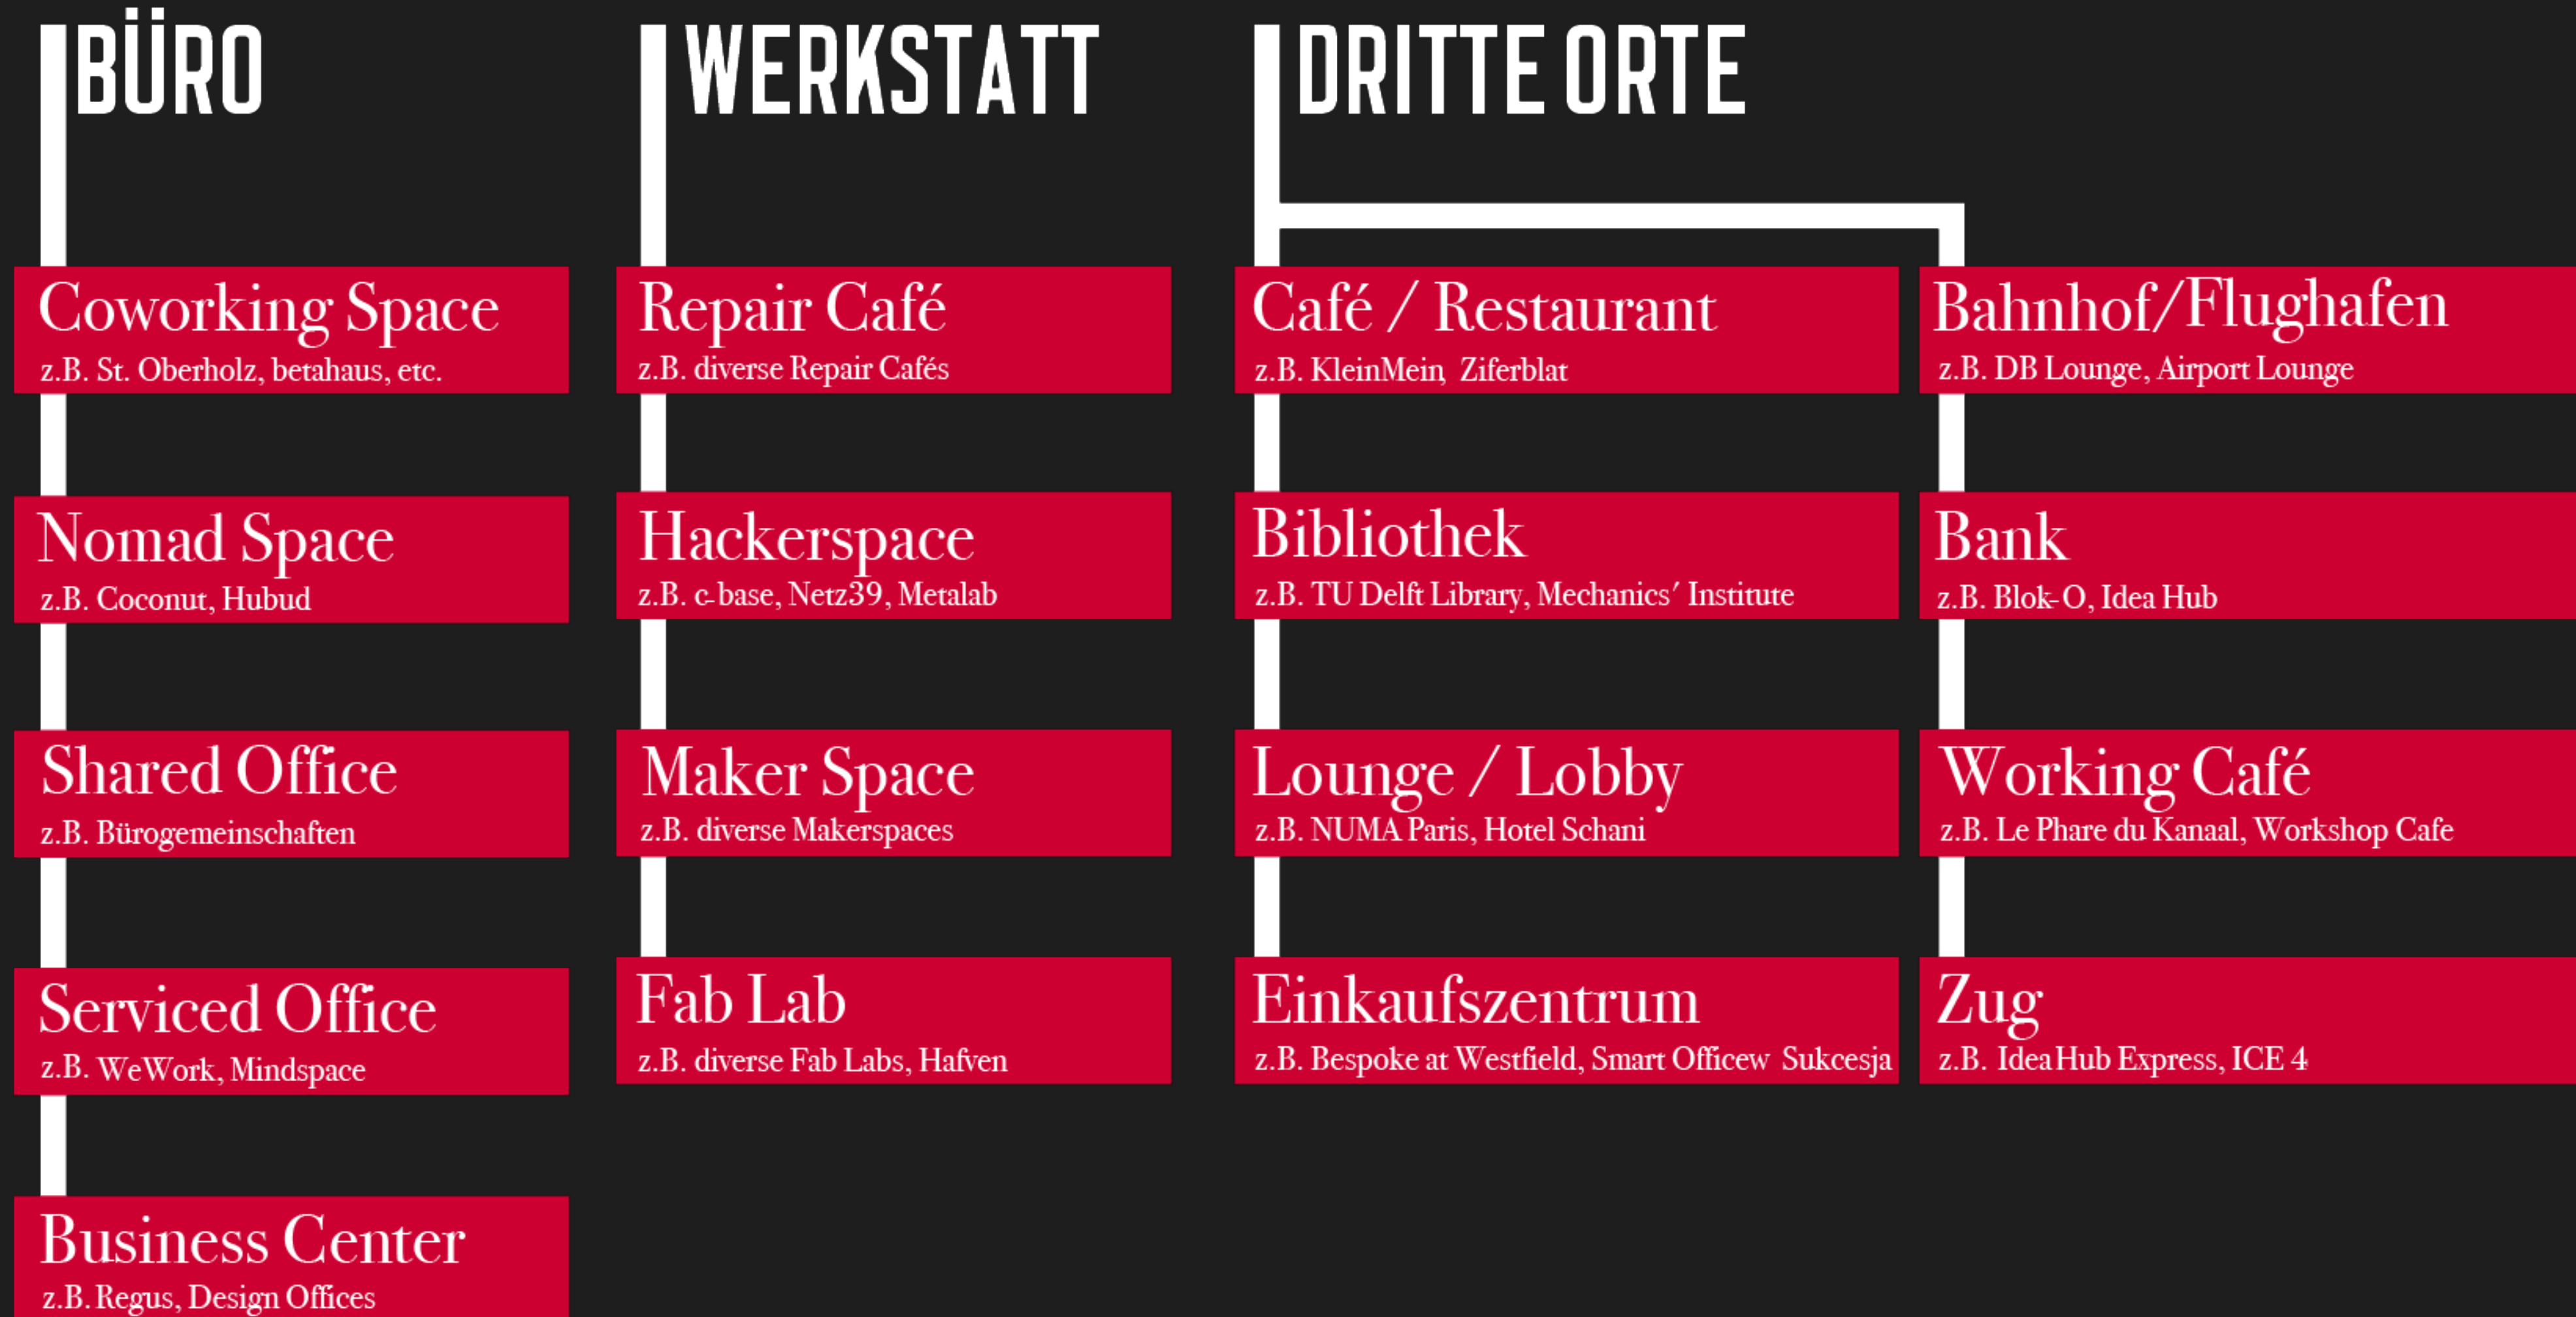 BÜRO
Coworking Space
z.B. St. Oberholz, betahaus, etc.
Nomad Space
z.B. Coconut, Hubud
Shared Office
z.B. Bürogemeinschaften
Serviced Office
z.B. WeWork, Mindspace
Business Center
z.B. Regus, Design Offices
WERKSTATT
Repair Café
z.B. diverse Repair Cafés
Hackerspace
z.B. c-base, Netz39, Metalab
Maker Space
z.B. diverse Makerspaces
Fab Lab
z.B. diverse Fab Labs, Hafven
DRITTE ORTE
Café / Restaurant
z.B. KleinMein, Ziferblat
Bibliothek
z.B. TU Delft Library, Mechanics' Institute
Lounge / Lobby
z.B. NUMA Paris, Hotel Schani
Einkaufszentrum
z.B. Bespoke at Westfield, Smart Officew Sukcesja
Bahnhof/Flughafen
z.B. DB Lounge, Airport Lounge
Bank
z.B. Blok-O, Idea Hub
Working Café
z.B. Le Phare du Kanaal, Workshop Cafe
Zug
z.B. Idea Hub Express, ICE 4